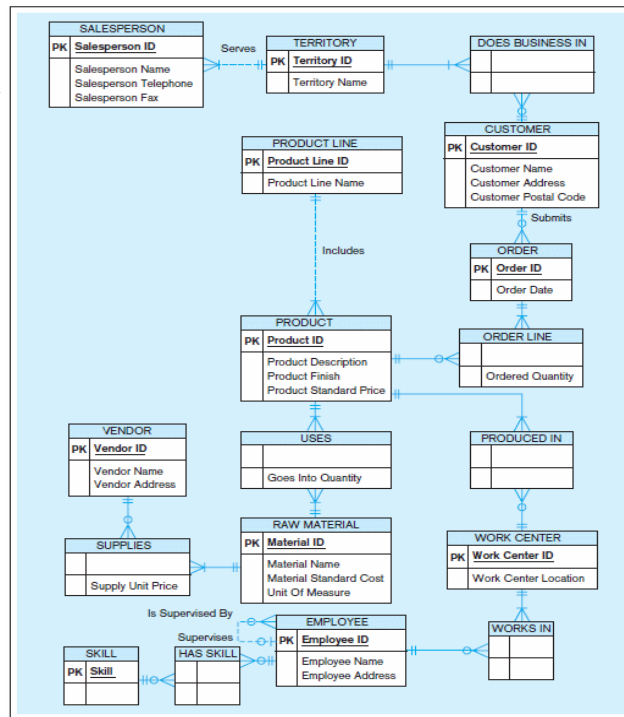 SALESPERSON
PK Salesperson ID
Salesperson Name
Salesperson Telephone
Salesperson Fax
Serves
TERRITORY
PK Territory ID
Territory Name
DOES BUSINESS IN
CUSTOMER
PK Customer ID
Customer Name
Customer Address
Customer Postal Code
PRODUCT LINE
PK Product Line ID
Product Line Name
Submits
Includes
ORDER
PK Order ID
Order Date
PRODUCT
PK Product ID
Product Description
Product Finish
Product Standard Price
ORDER LINE
Ordered Quantity
VENDOR
PK Vendor ID
Vendor Name
Vendor Address
USES
Goes Into Quantity
PRODUCED IN
SUPPLIES
Supply Unit Price
RAW MATERIAL
PK Material ID
Material Name
Material Standard Cost
Unit Of Measure
WORK CENTER
PK Work Center ID
Work Center Location
Is Supervised By
Supervises
EMPLOYEE
PK Employee ID
Employee Name
Employee Address
WORKS IN
SKILL
PK Skill
HAS SKILL